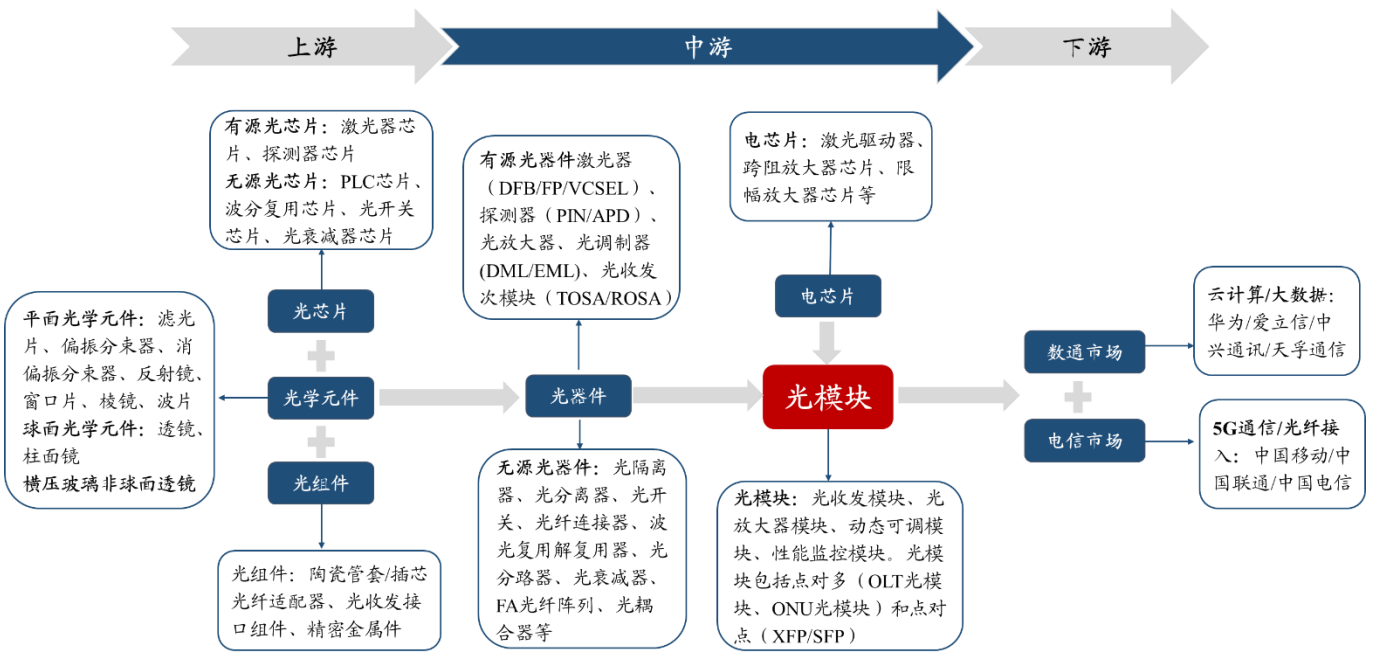 上游
中游
下游
有源光芯片：激光器芯
片、探测器芯片
无源光芯片：PLC芯片、
波分复用芯片、光开关
芯片、光衰减器芯片
光芯片
平面光学元件：滤光
片、偏振分束器、消
偏振分束器、反射镜、
窗口片、棱镜、波片
球面光学元件：透镜、
柱面镜
横压玻璃非球面透镜
光学元件
光组件
光组件：陶瓷管套/插芯
光纤适配器、光收发接
口组件、精密金属件
有源光器件激光器
（DFB/FP/VCSEL）、
探测器（PIN/APD）、
光放大器、光调制器
(DML/EML)、光收发
次模块（TOSA/ROSA）
光器件
无源光器件：光隔离
器、光分离器、光开
关、光纤连接器、波
光复用解复用器、光
分路器、光衰减器、
FA光纤阵列、光耦
合器等
电芯片：激光驱动器、
跨阻放大器芯片、限
幅放大器芯片等
电芯片
光模块
光模块：光收发模块、光
放大器模块、动态可调模
块、性能监控模块。光模
块包括点对多（OLT光模
块、ONU光模块）和点对
点（XFP/SFP）
数通市场
云计算/大数据：
华为/爱立信/中
兴通讯/天孚通信
电信市场
5G通信/光纤接
入：中国移动/中
国联通/中国电信